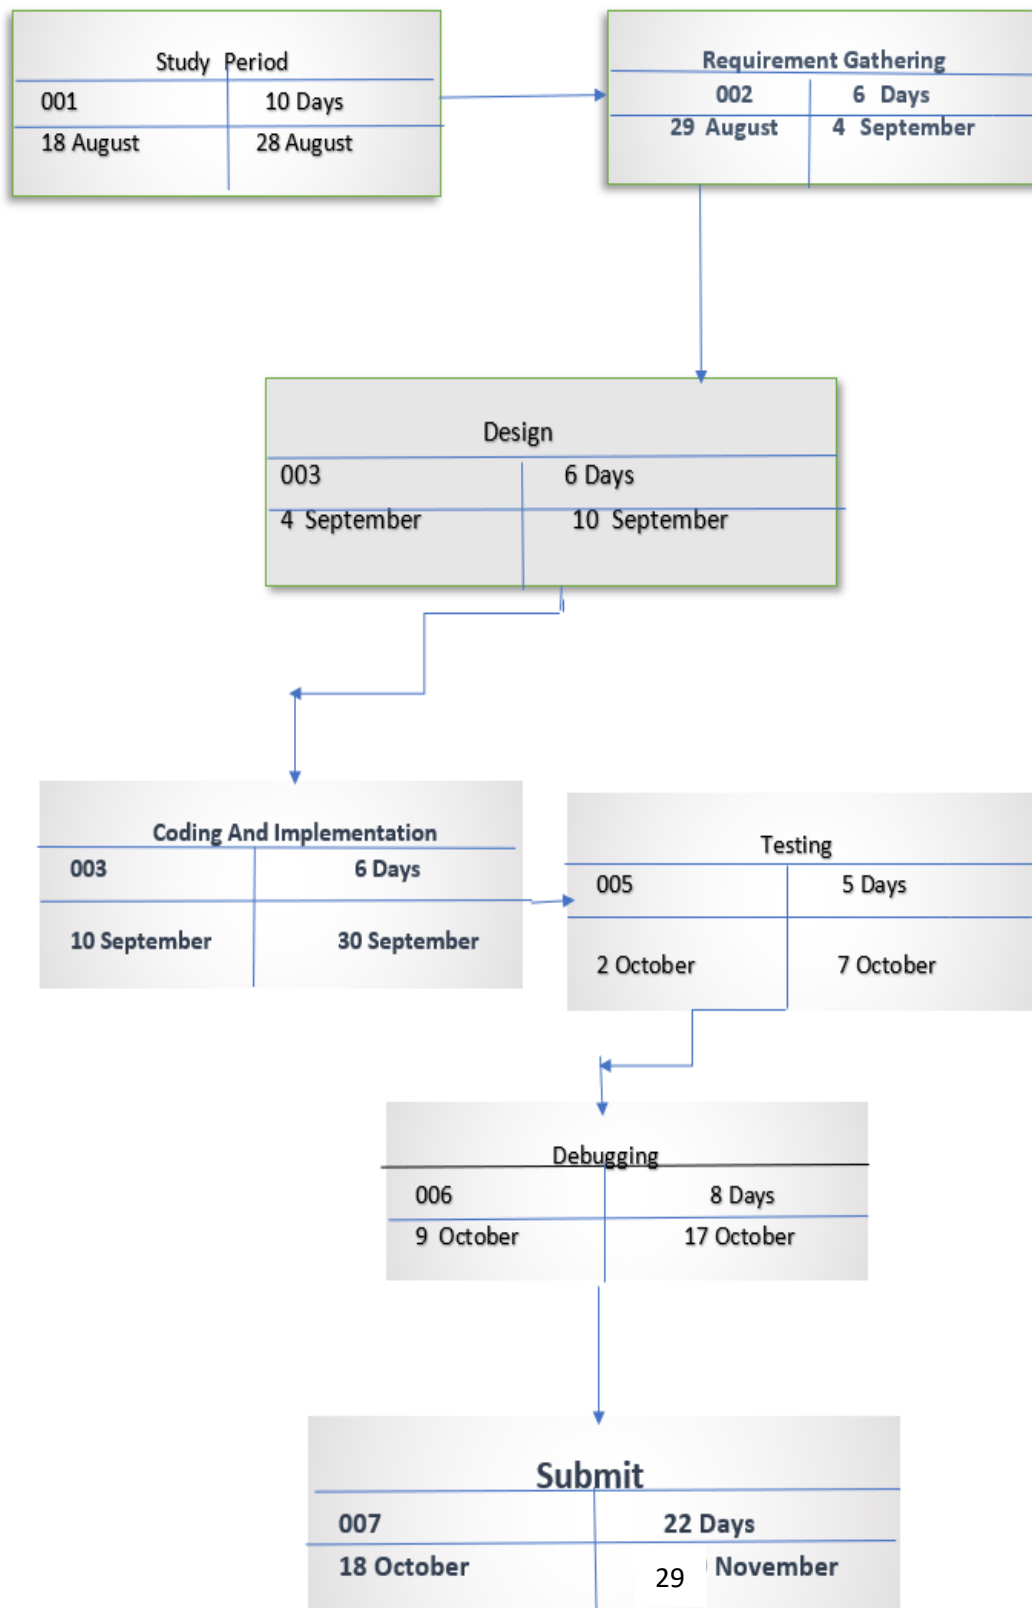 Study Period
001 10 Days
18 August 28 August
Requirement Gathering
002 6 Days
29 August 4 September
Design
003 6 Days
4 September 10 September
Coding And Implementation
003 6 Days
10 September 30 September
Testing
005 5 Days
2 October 7 October
Debugging
006 8 Days
9 October 17 October
Submit
007 22 Days
18 October November
29